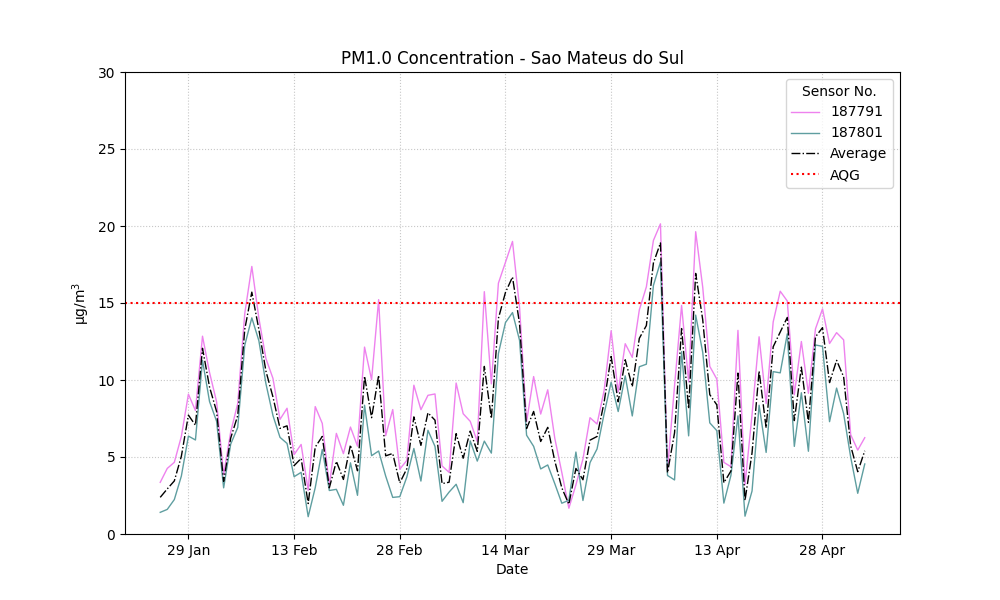 PM1.0 Concentration - Sao Mateus do Sul
Sensor No.
187791
187801
Average
AQG
30
25
20
15
10
5
0
µg/m³
29 Jan
13 Feb
28 Feb
14 Mar
29 Mar
13 Apr
28 Apr
Date